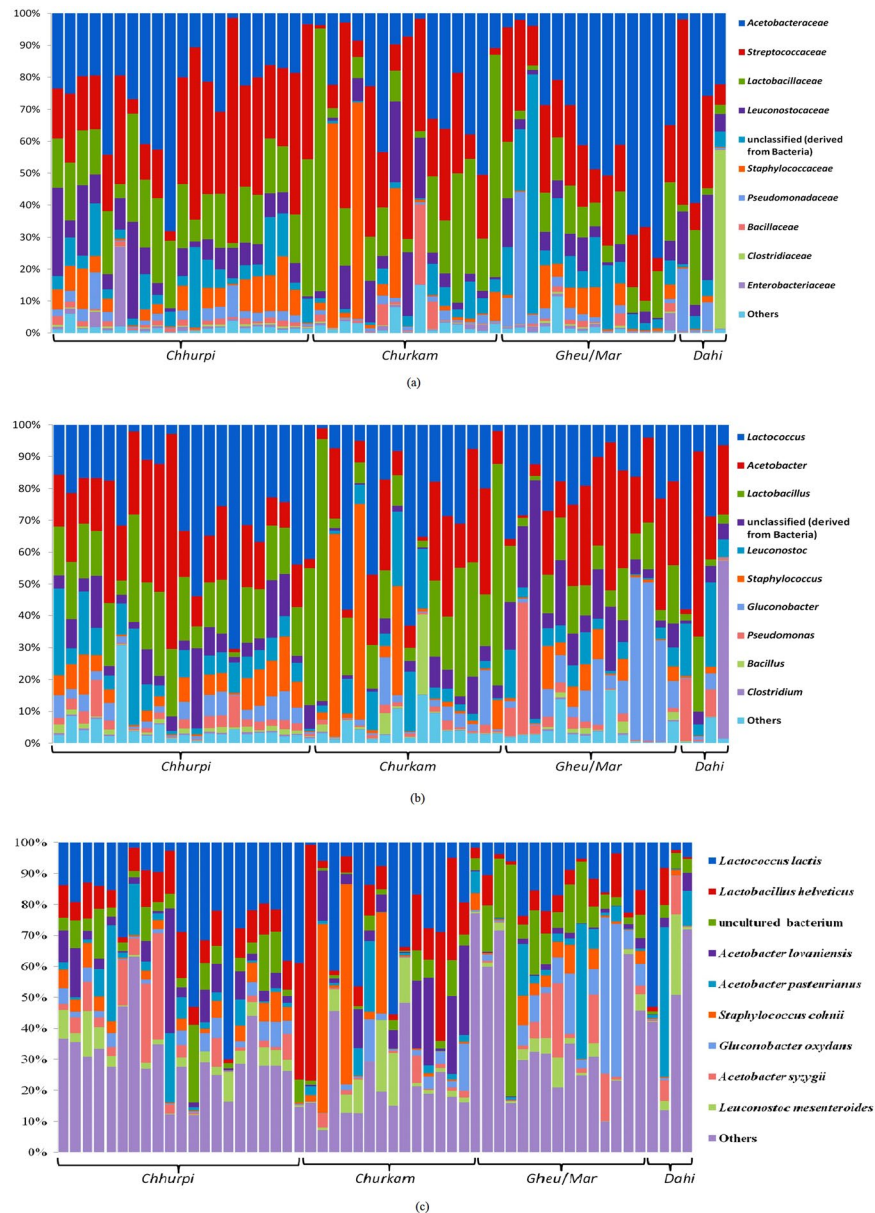 100%
90%
80%
70%
60%
50%
40%
30%
20%
10%
0%
Acetobacteraceae
Streptococcaceae
Lactobacillaceae
Leuconostocaceae
unclassified (derived
from Bacteria)
Staphylococcaceae
Pseudomonadaceae
Bacillaceae
Clostridiaceae
Enterobacteriaceae
Others
Chhurpi Churkam Gheu/Mar Dahi
(a)
100%
90%
80%
70%
60%
50%
40%
30%
20%
10%
0%
Lactococcus
Acetobacter
Lactobacillus
unclassified (derived
from Bacteria)
Leuconostoc
Staphylococcus
Gluconobacter
Pseudomonas
Bacillus
Clostridium
Others
Chhurpi Churkam Gheu/Mar Dahi
(b)
100%
90%
80%
70%
60%
50%
40%
30%
20%
10%
0%
Lactococcus lactis
Lactobacillus helveticus
uncultured bacterium
Acetobacter lovaniensis
Acetobacter pasteurianus
Staphylococcus cohnii
Gluconobacter oxydans
Acetobacter syzygii
Leuconostoc mesenteroides
Others
Chhurpi Churkam Gheu/Mar Dahi
(c)